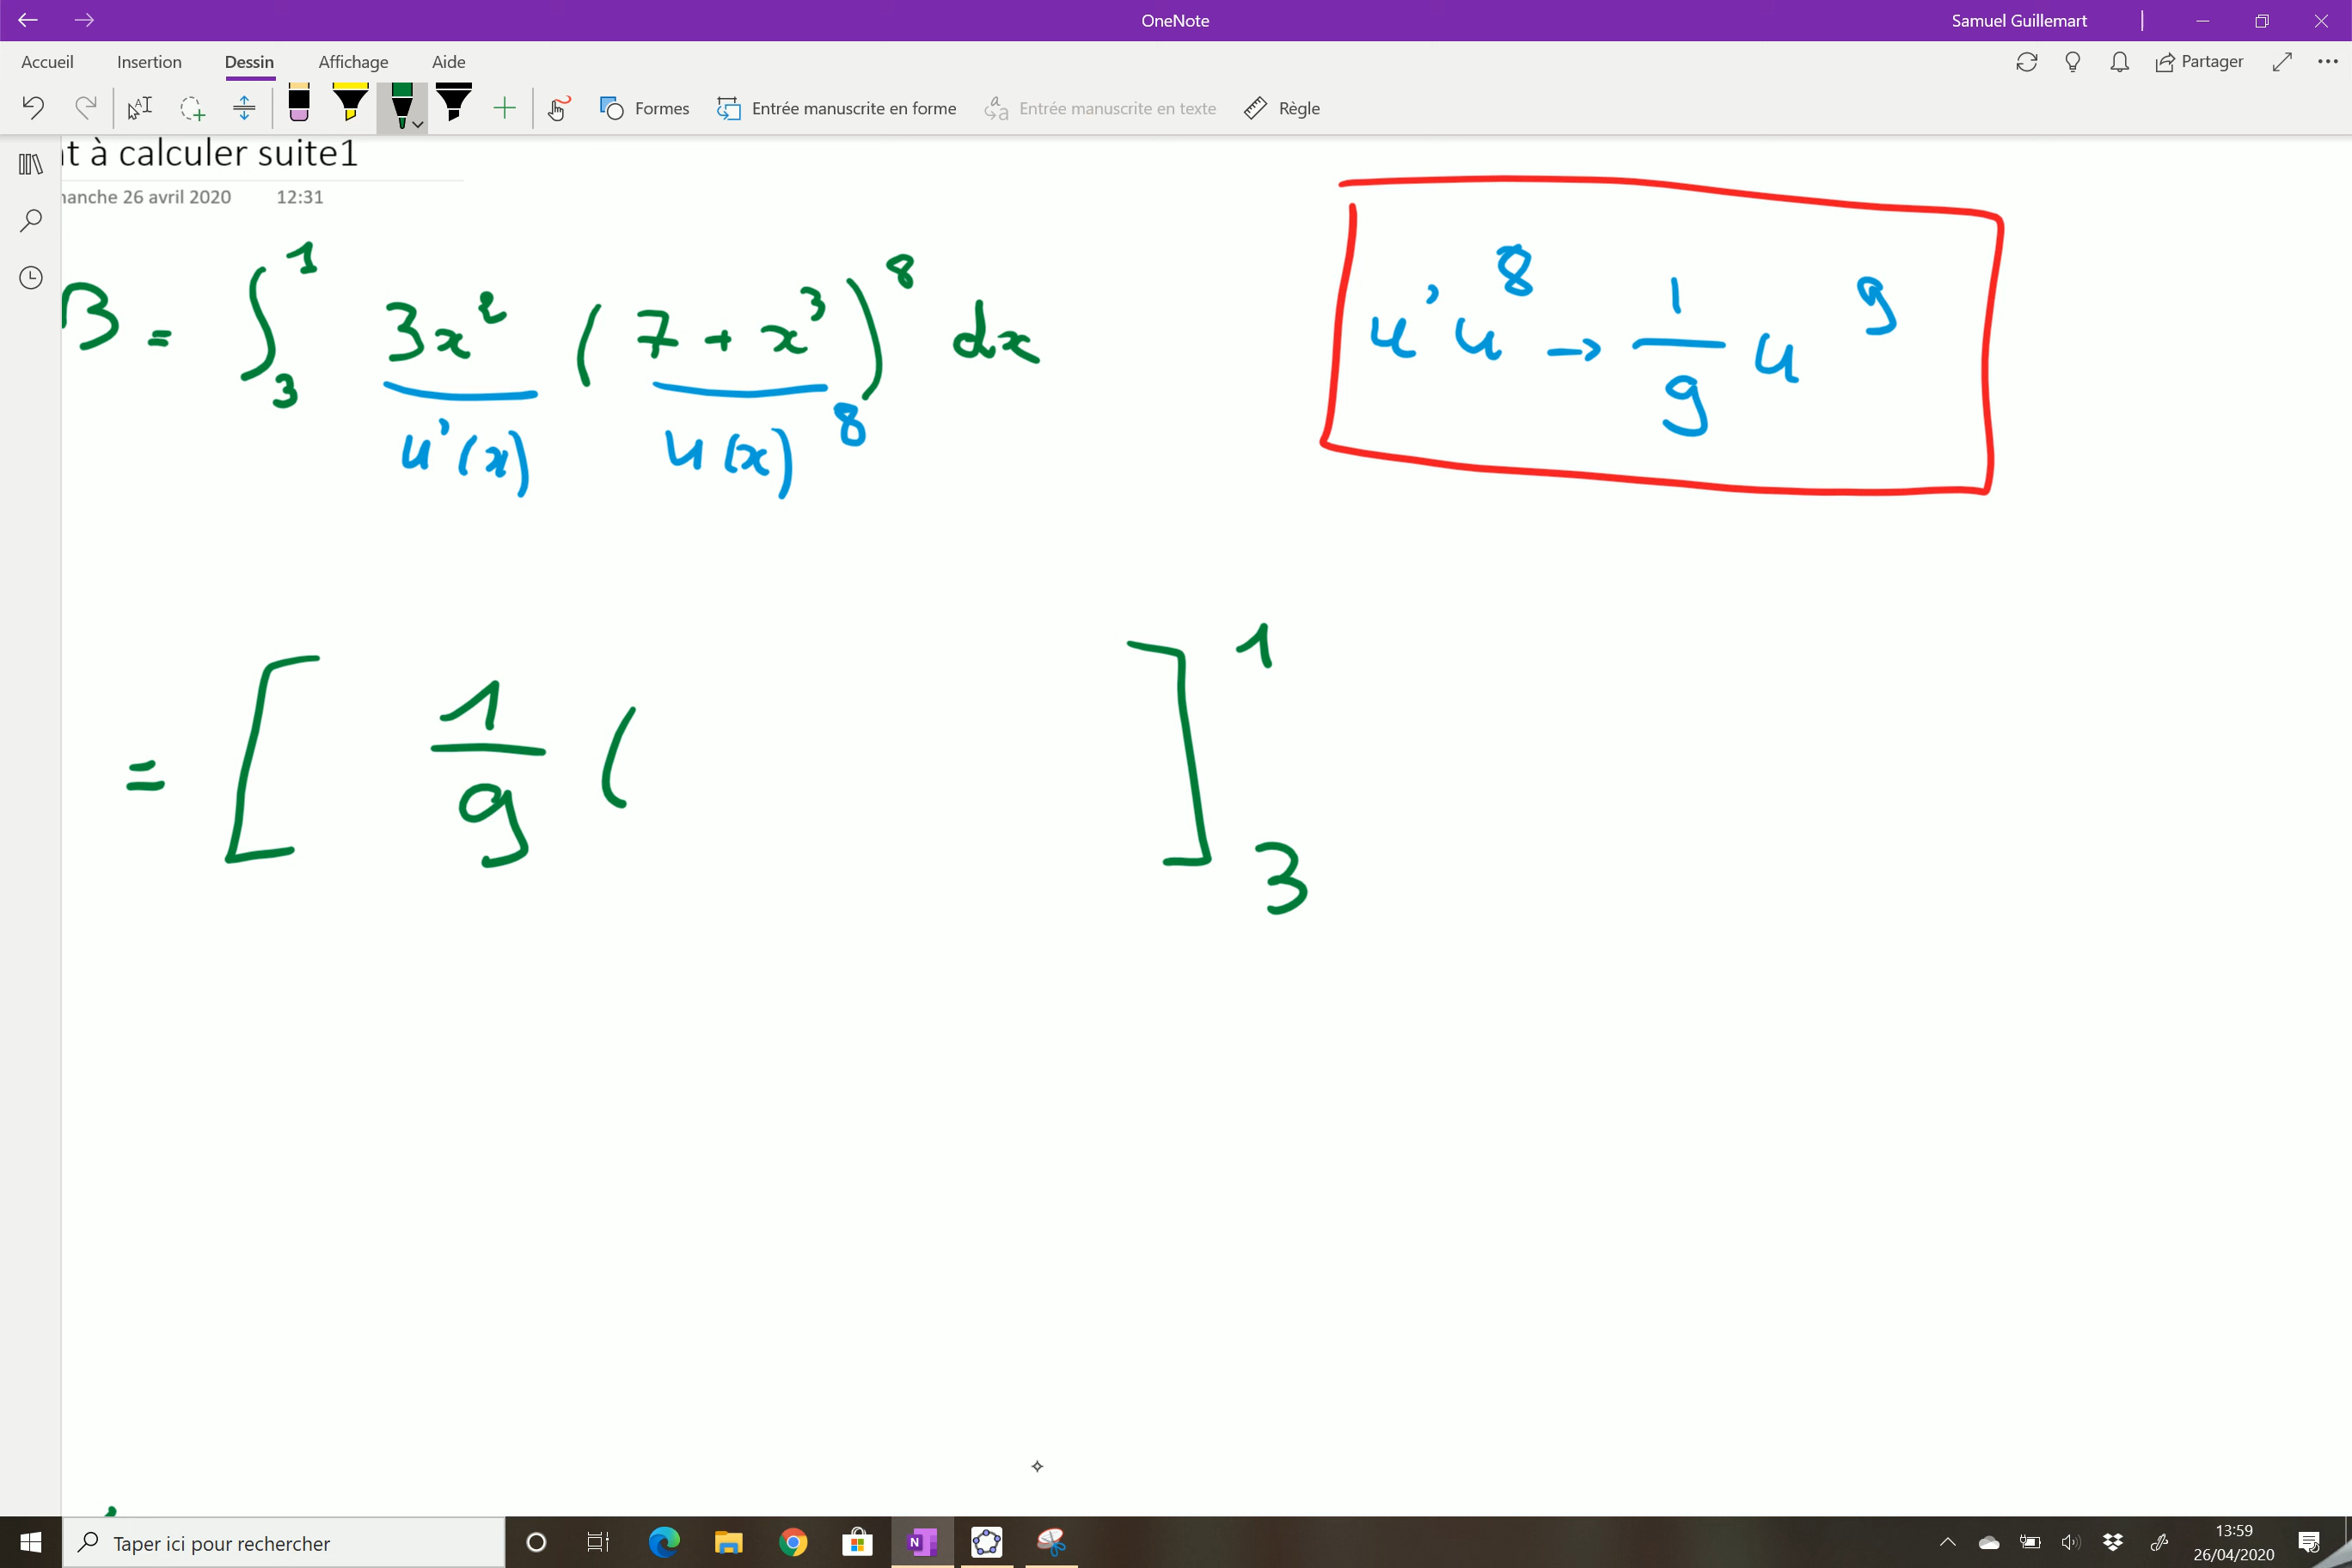 OneNote
Samuel Guillemart
Accueil Insertion Dessin Affichage Aide
Partager
Formes Entrée manuscrite en forme Entrée manuscrite en texte Règle
t à calculer suite1
manche 26 avril 2020 12:31
B = ∫₃¹ 3x² (7 + x³)⁸ dx
u'(x) u(x)⁸
u'u⁸ → 1/9 u⁹
= [ 1/9 ( ]₃¹
Taper ici pour rechercher
13:59
26/04/2020